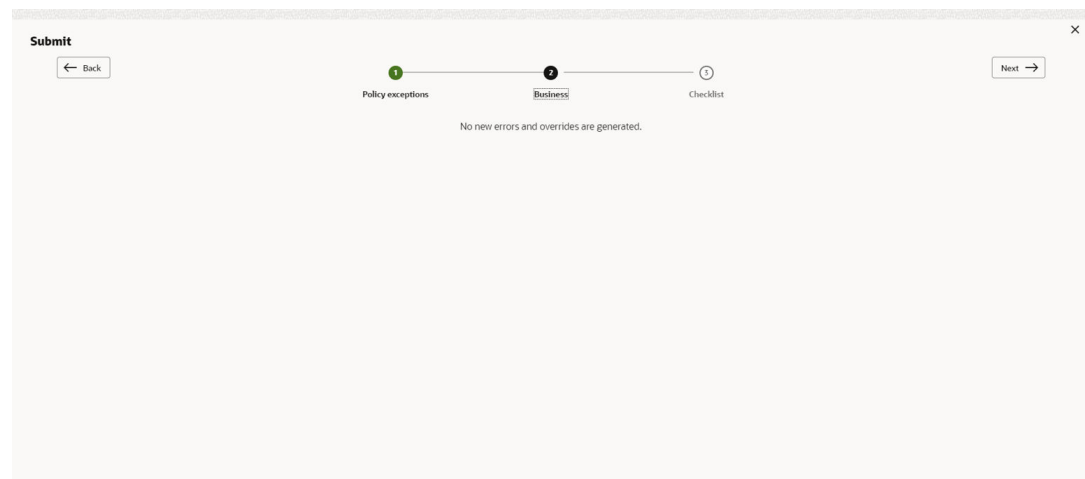 Submit
Back
Next
1
2
3
Policy exceptions
Business
Checklist
No new errors and overrides are generated.